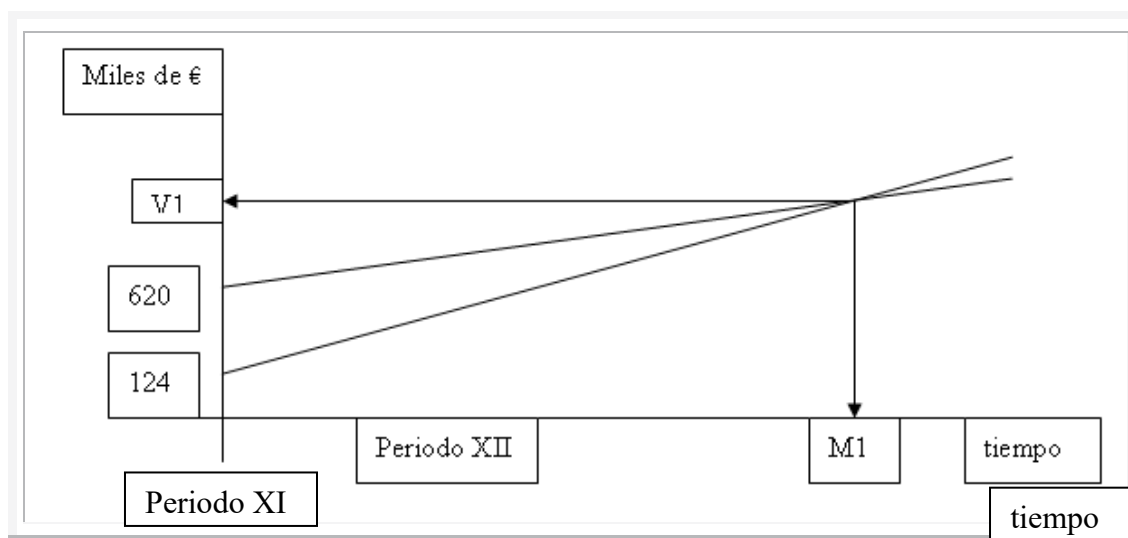 Miles de €
V1
620
124
Periodo XII
M1
tiempo
Periodo XI
tiempo